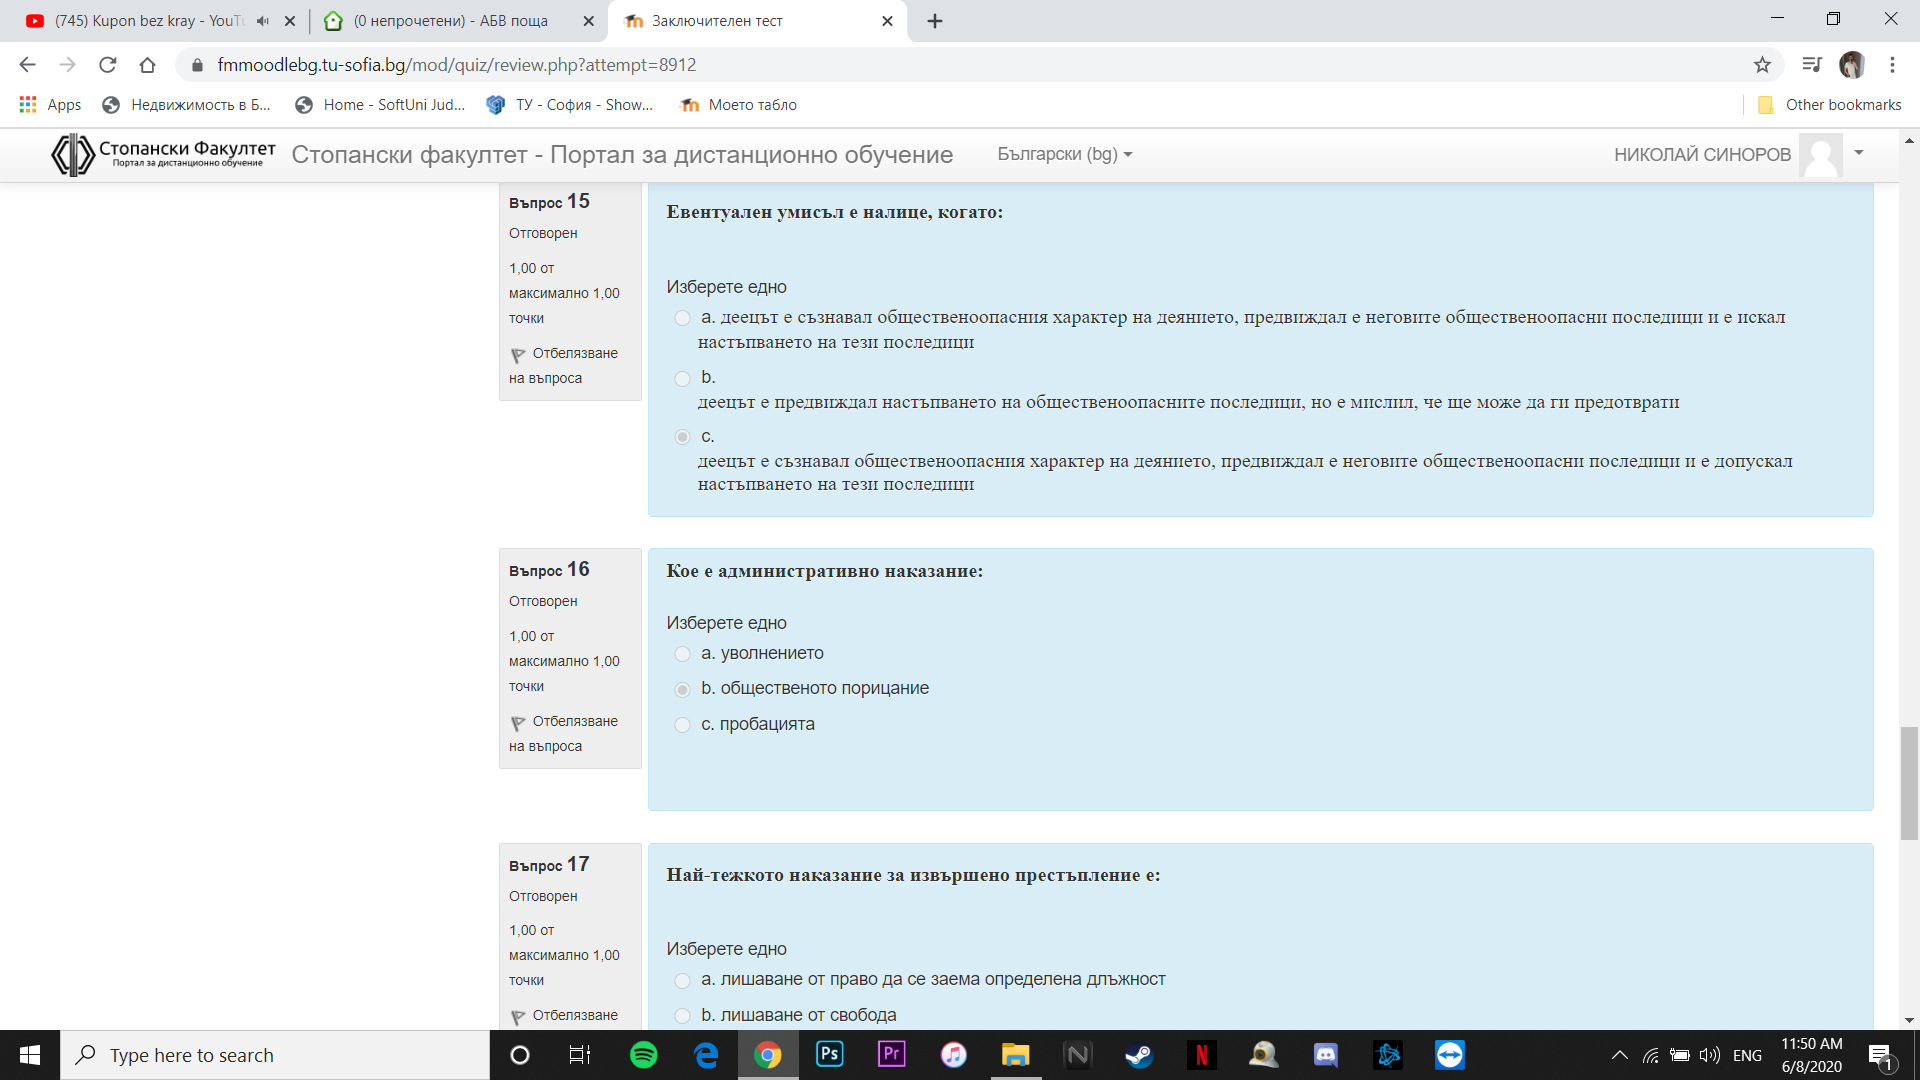 (745) Kupon bez kray - YouTu
(0 непрочетени) - АБВ поща
Заключителен тест
fmmoodlebg.tu-sofia.bg/mod/quiz/review.php?attempt=8912
Apps
Недвижимость в Б...
Home - SoftUni Jud...
ТУ - София - Show...
Моето табло
Other bookmarks
Стопански Факултет
Портал за дистанционно обучение
Стопански факултет - Портал за дистанционно обучение
Български (bg)
НИКОЛАЙ СИНОРОВ
Въпрос 15
Отговорен
1,00 от
максимално 1,00
точки
Отбелязване
на въпроса
Евентуален умисъл е налице, когато:
Изберете едно
a. деецът е съзнавал общественоопасния характер на деянието, предвиждал е неговите общественоопасни последици и е искал
настъпването на тези последици
b.
деецът е предвиждал настъпването на общественоопасните последици, но е мислил, че ще може да ги предотврати
c.
деецът е съзнавал общественоопасния характер на деянието, предвиждал е неговите общественоопасни последици и е допускал
настъпването на тези последици
Въпрос 16
Отговорен
1,00 от
максимално 1,00
точки
Отбелязване
на въпроса
Кое е административно наказание:
Изберете едно
a. уволнението
b. общественото порицание
c. пробацията
Въпрос 17
Отговорен
1,00 от
максимално 1,00
точки
Отбелязване
Най-тежкото наказание за извършено престъпление е:
Изберете едно
a. лишаване от право да се заема определена длъжност
b. лишаване от свобода
Type here to search
Ps
Pr
N
N
ENG
11:50 AM
6/8/2020
1